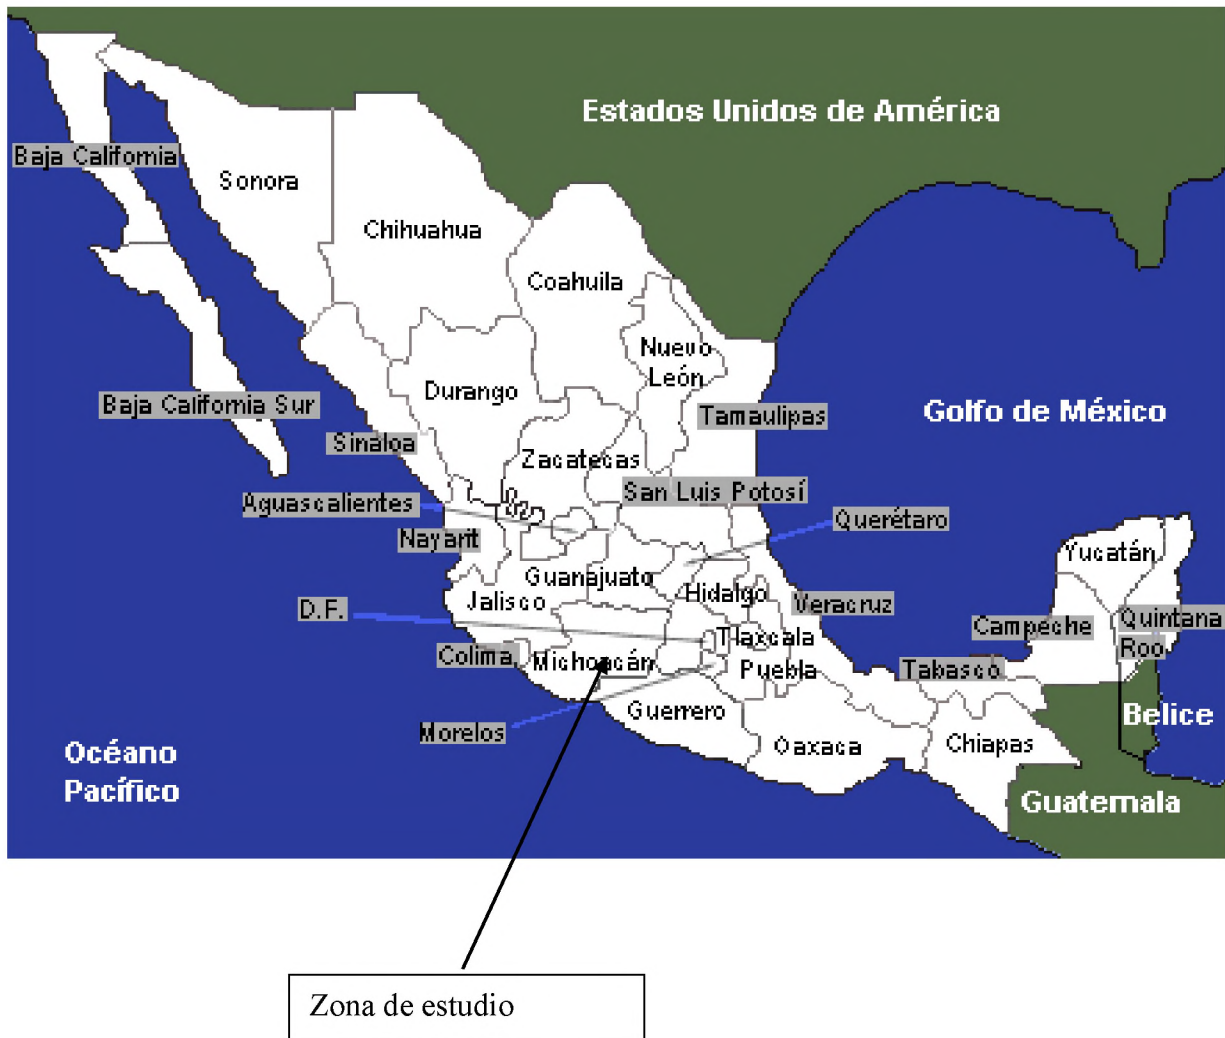 Estados Unidos de América
Baja California
Sonora
Chihuahua
Coahuila
Nuevo
León
Durango
Baja California Sur
Tamaulipas
Golfo de México
Sinaloa
Zacatecas
San Luis Potosí
Aguascalientes
Querétaro
Nayarit
Yucatán
Guanajuato
Hidalgo
Jalisco
Veracruz
D.F.
Quintana
Roo
Campeche
Tlaxcala
Colima
Michoacán
Puebla
Tabasco
Guerrero
Morelos
Belice
Oaxaca
Chiapas
Océano
Pacífico
Guatemala
Zona de estudio